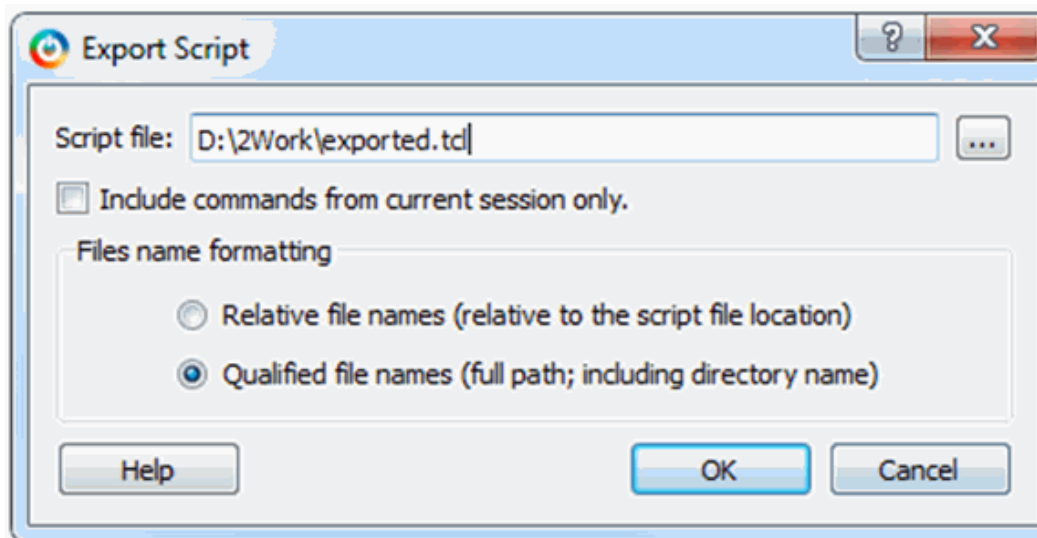 Export Script
Script file: D:\2Work\exported.tcl ...
Include commands from current session only.
Files name formatting
Relative file names (relative to the script file location)
Qualified file names (full path; including directory name)
Help OK Cancel